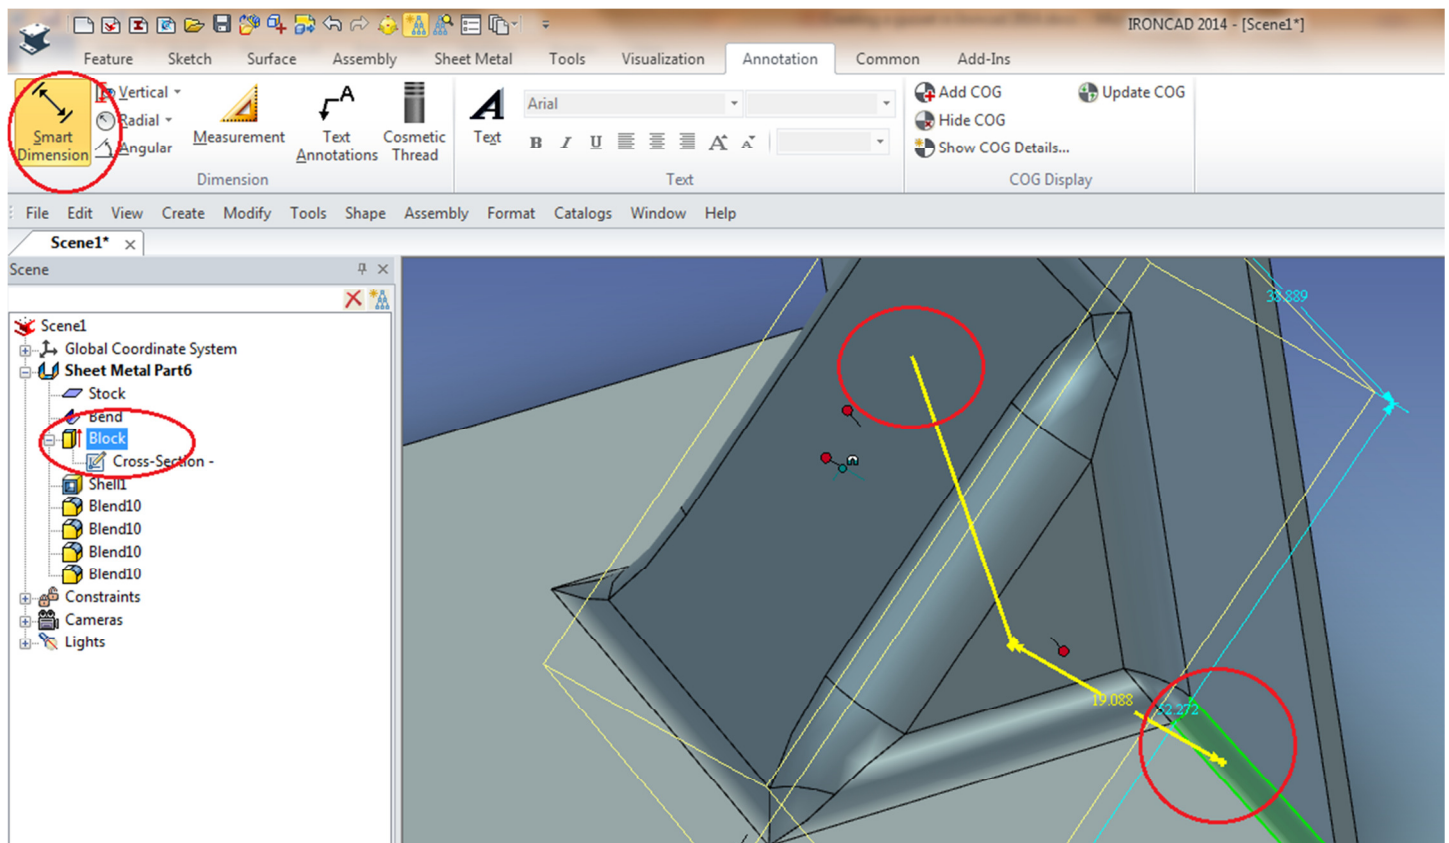 IRONCAD 2014 - [Scene1*]
Feature Sketch Surface Assembly Sheet Metal Tools Visualization Annotation Common Add-Ins
Smart Dimension
Vertical
Radial
Angular
Measurement
Text Annotations
Cosmetic Thread
Dimension
Text
Arial
B I U A A
Text
Add COG
Hide COG
Show COG Details...
Update COG
COG Display
File Edit View Create Modify Tools Shape Assembly Format Catalogs Window Help
Scene1*
Scene
Scene1
Global Coordinate System
Sheet Metal Part6
Stock
Bend
Block
Cross-Section -
Shell1
Blend10
Blend10
Blend10
Blend10
Constraints
Cameras
Lights
38.889
19.088
52.272